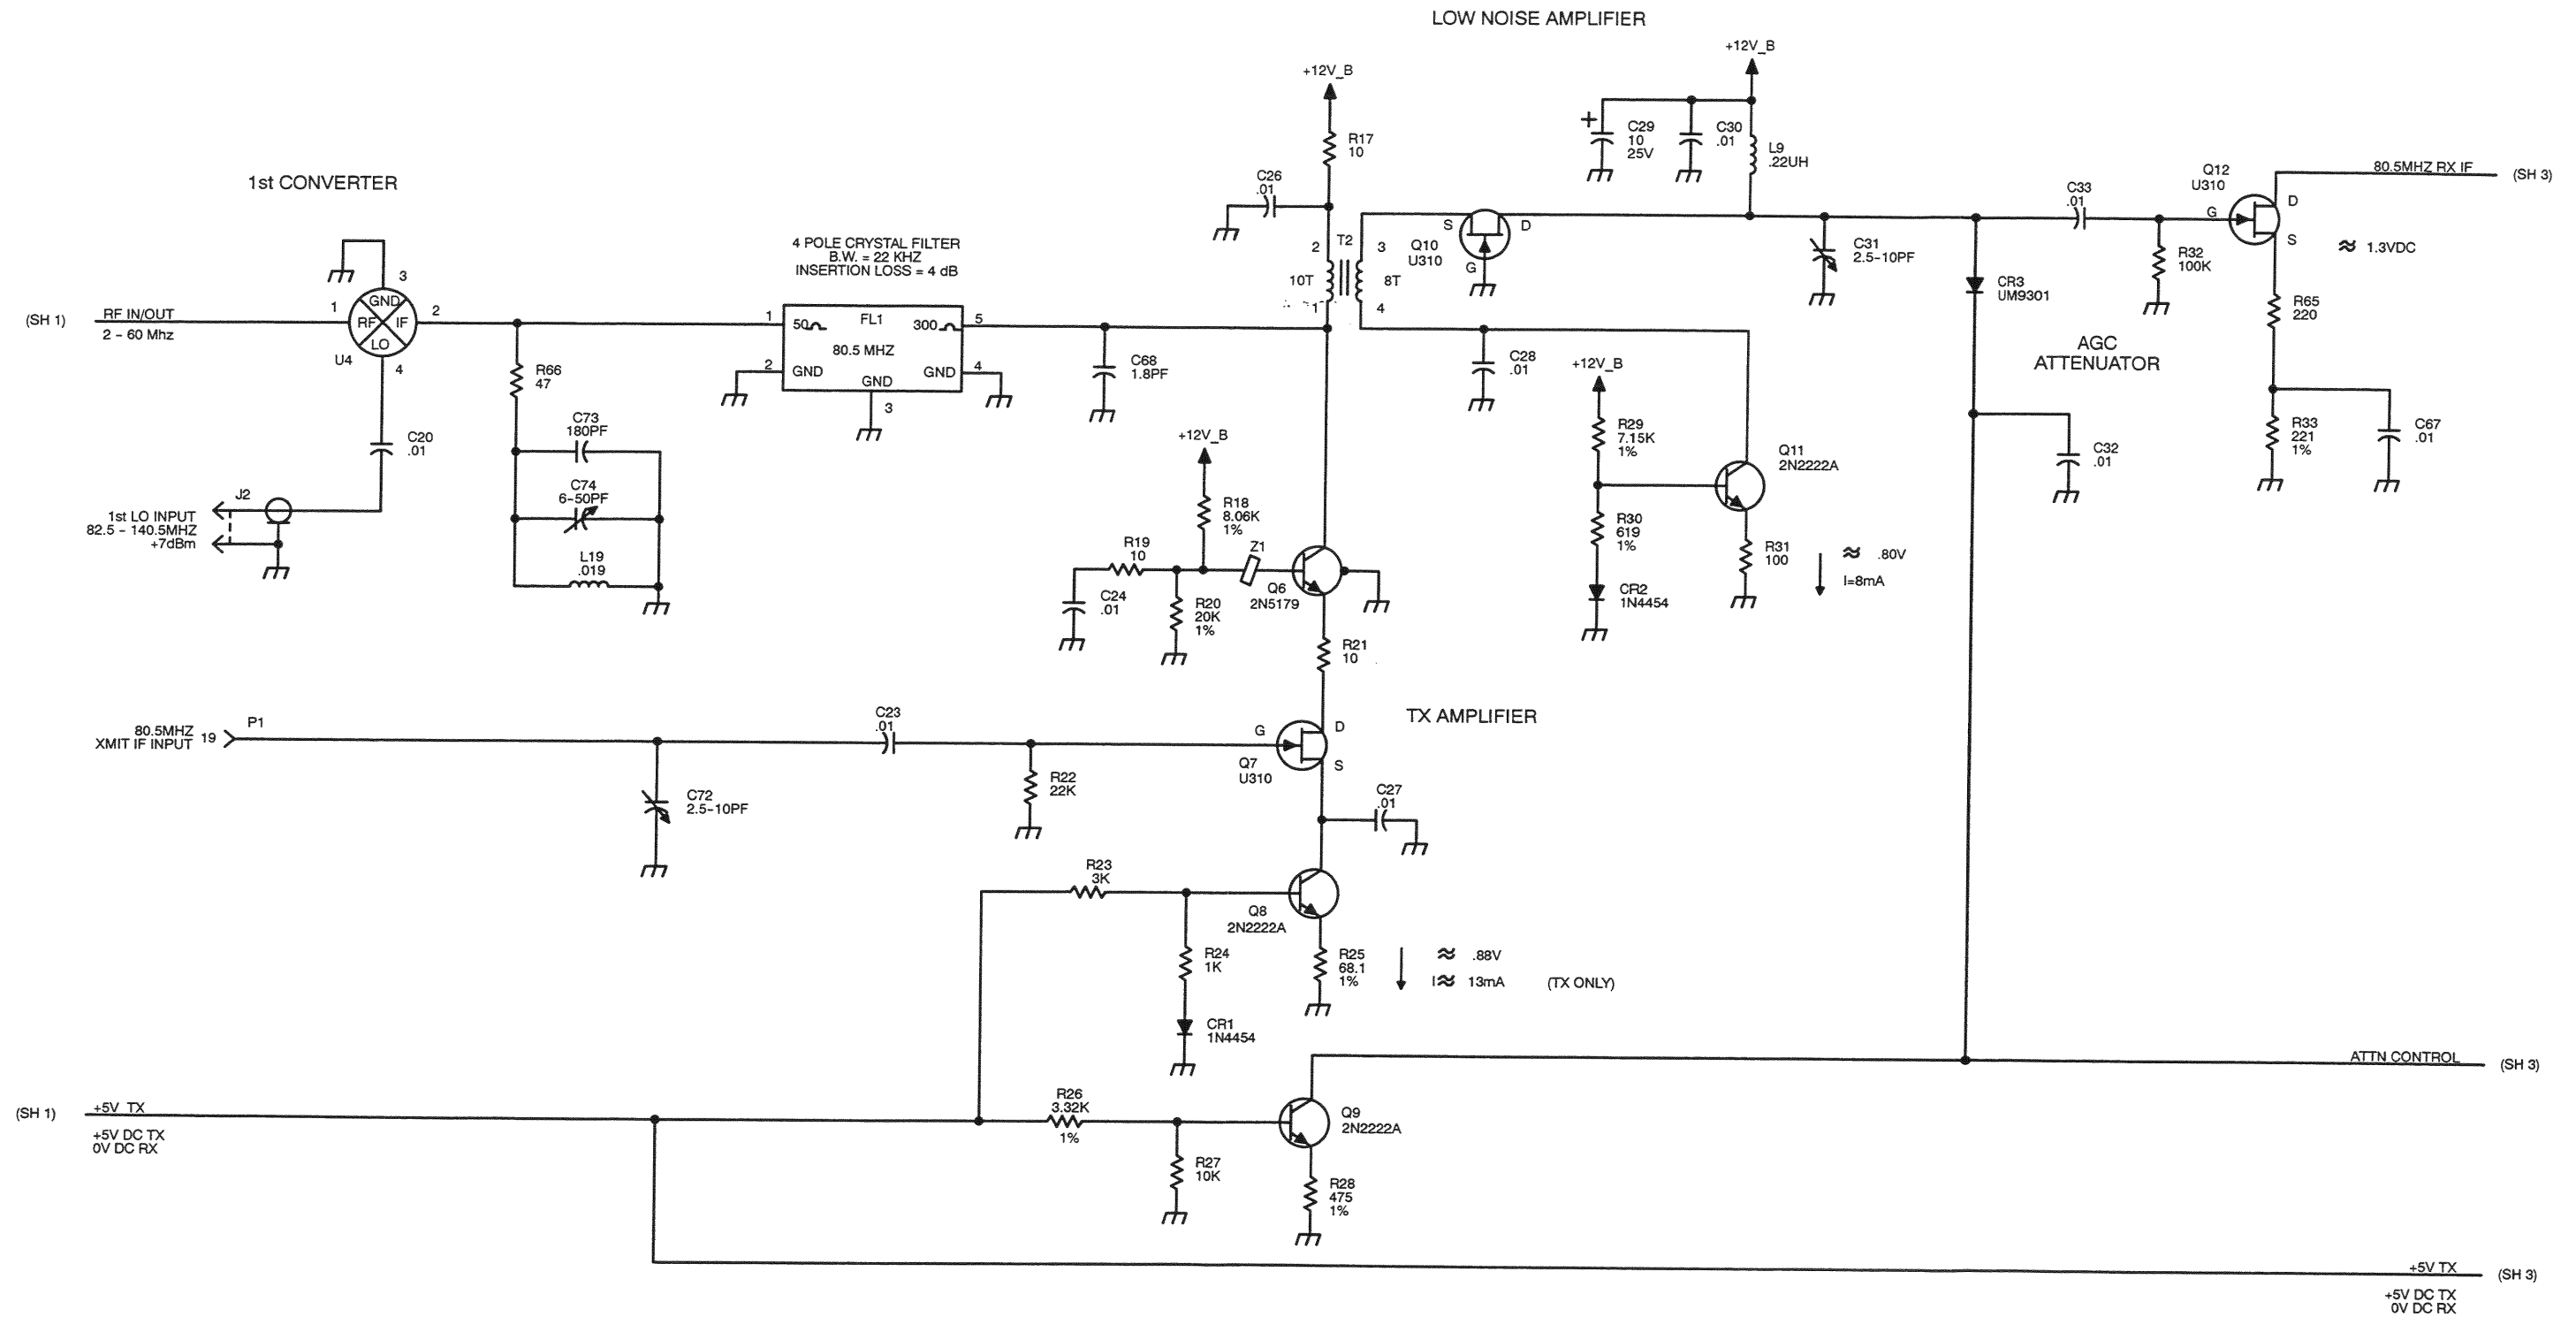 LOW NOISE AMPLIFIER
+12V_B
+12V_B
R17
10
C29
10
25V
C30
.01
L9
.22UH
1st CONVERTER
C26
.01
4 POLE CRYSTAL FILTER
B.W. = 22 KHZ
INSERTION LOSS = 4 dB
2
T2
3
10T
8T
1
4
S
D
Q10
U310
G
C31
2.5-10PF
CR3
UM9301
C33
.01
R32
100K
Q12
U310
G
D
S
80.5MHZ RX IF
(SH 3)
≈ 1.3VDC
R65
220
AGC
ATTENUATOR
(SH 1)
RF IN/OUT
2 - 60 Mhz
1
3
GND
RF
IF
LO
2
U4
4
1
50
FL1
300
5
80.5 MHZ
2
GND
GND
GND
4
3
C68
1.8PF
R66
47
C20
.01
C73
180PF
C74
6-50PF
L19
.019
J2
1st LO INPUT
82.5 - 140.5MHZ
+7dBm
C28
.01
+12V_B
R29
7.15K
1%
R30
619
1%
CR2
1N4454
Q11
2N2222A
R31
100
≈ .80V
I=8mA
C32
.01
R33
221
1%
C67
.01
+12V_B
R18
8.06K
1%
R19
10
Z1
C24
.01
R20
20K
1%
Q6
2N5179
R21
10
TX AMPLIFIER
80.5MHZ
XMIT IF INPUT
19
P1
C23
.01
C72
2.5-10PF
R22
22K
G
D
Q7
U310
S
C27
.01
R23
3K
Q8
2N2222A
R24
1K
CR1
1N4454
R25
68.1
1%
≈ .88V
I≈ 13mA
(TX ONLY)
ATTN CONTROL
(SH 3)
(SH 1)
+5V TX
+5V DC TX
0V DC RX
R26
3.32K
1%
R27
10K
Q9
2N2222A
R28
475
1%
+5V TX
(SH 3)
+5V DC TX
0V DC RX